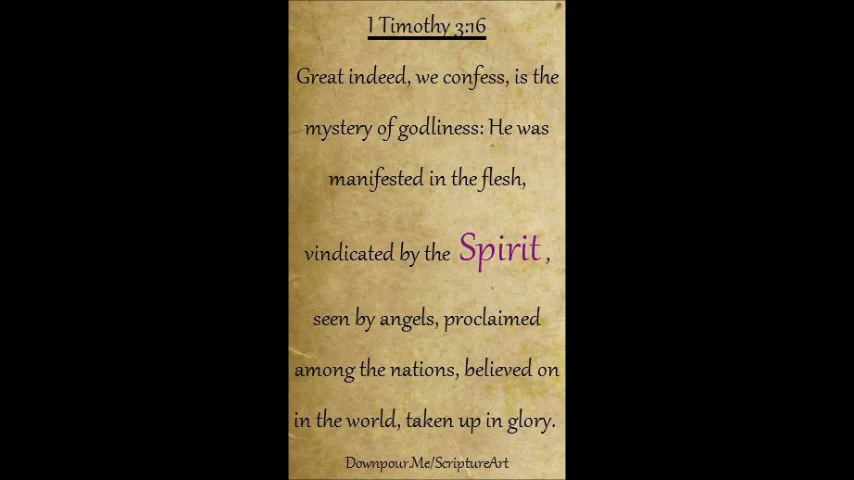 I Timothy 3:16
Great indeed, we confess, is the
mystery of godliness: He was
manifested in the flesh,
vindicated by the Spirit ,
seen by angels, proclaimed
among the nations, believed on
in the world, taken up in glory.
Downpour.Me/ScriptureArt